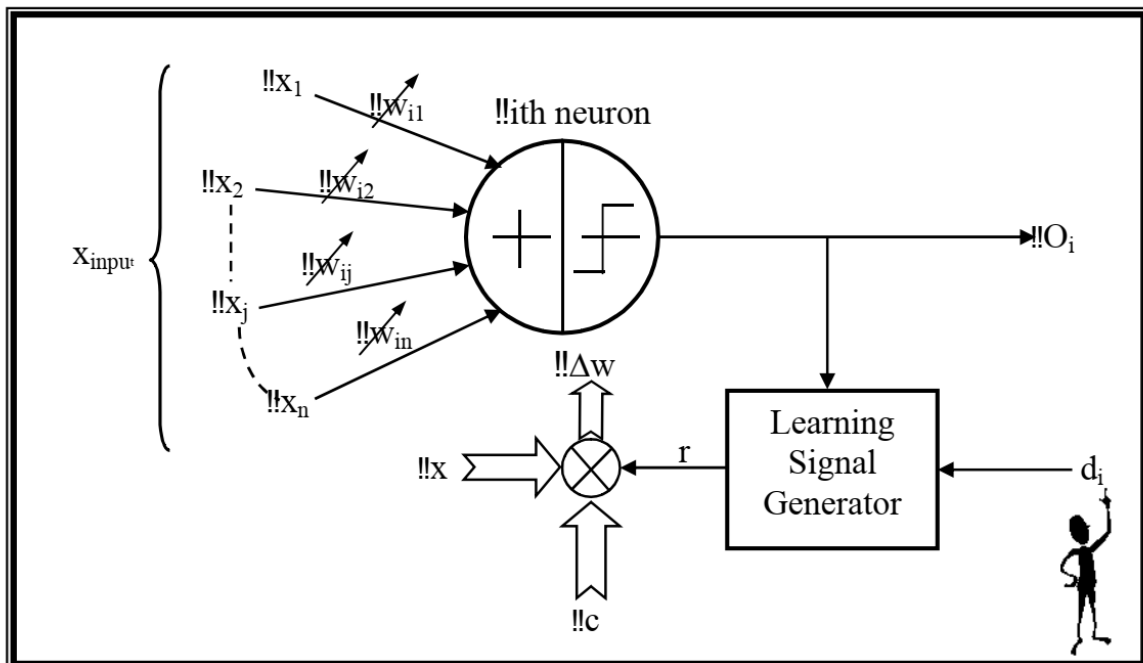 ‼x₁
‼wᵢ₁
‼ith neuron
‼x₂
‼wᵢ₂
xᵢₙₚᵤₜ
‼wᵢⱼ
‼xⱼ
‼wᵢₙ
‼xₙ
‼Oᵢ
‼Δw
‼x
r
Learning
Signal
Generator
dᵢ
‼c